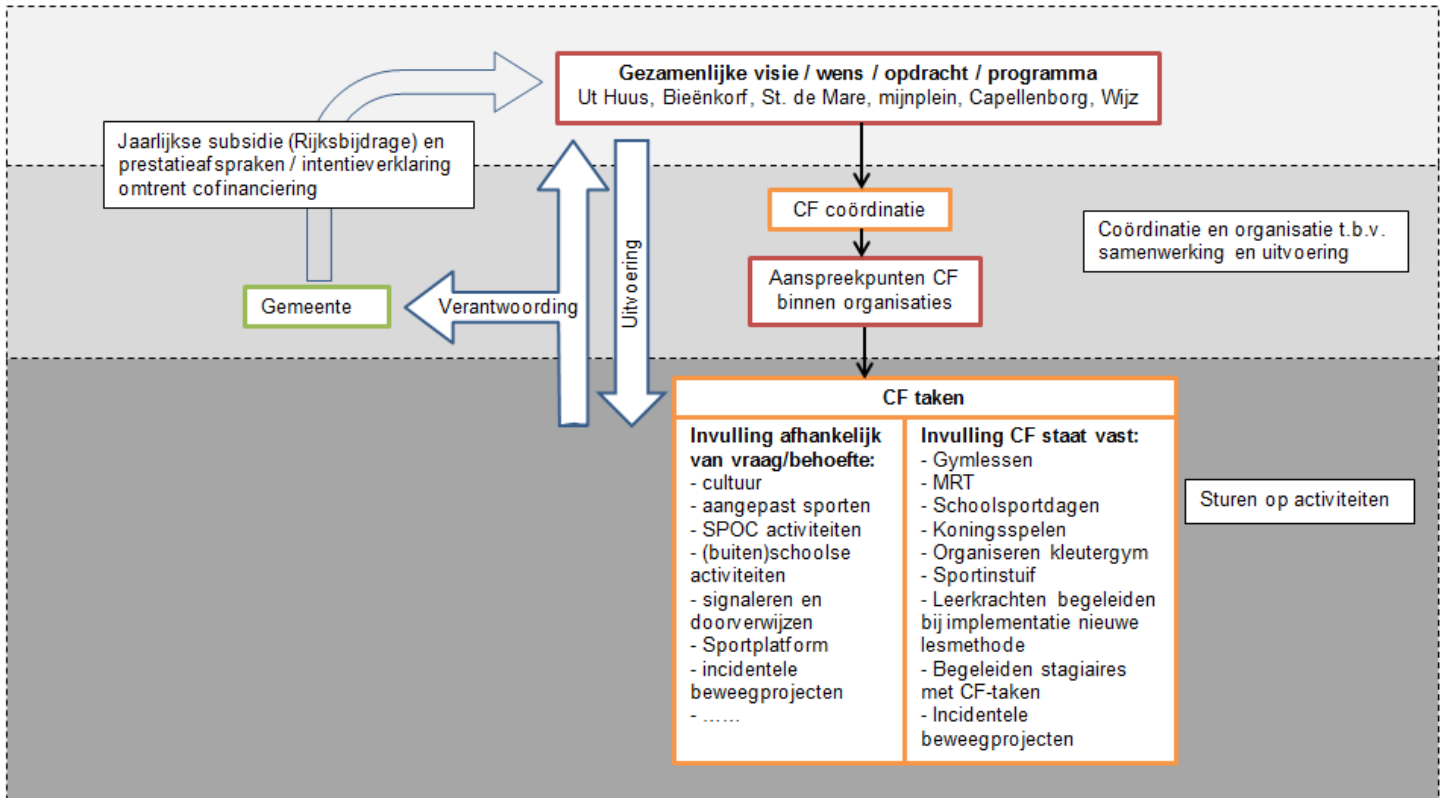 Gezamenlijke visie / wens / opdracht / programma
Ut Huus, Bieënkorf, St. de Mare, mijnplein, Capellenborg, Wijz
Jaarlijkse subsidie (Rijksbijdrage) en
prestatieafspraken / intentieverklaring
omtrent cofinanciering
CF coördinatie
Coördinatie en organisatie t.b.v.
samenwerking en uitvoering
Aanspreekpunten CF
binnen organisaties
Gemeente
Verantwoording
Uitvoering
CF taken
Invulling afhankelijk
van vraag/behoefte:
- cultuur
- aangepast sporten
- SPOC activiteiten
- (buiten)schoolse
activiteiten
- signaleren en
doorverwijzen
- Sportplatform
- incidentele
beweegprojecten
- ……
Invulling CF staat vast:
- Gymlessen
- MRT
- Schoolsportdagen
- Koningsspelen
- Organiseren kleutergym
- Sportinstuif
- Leerkrachten begeleiden
bij implementatie nieuwe
lesmethode
- Begeleiden stagiaires
met CF-taken
- Incidentele
beweegprojecten
Sturen op activiteiten